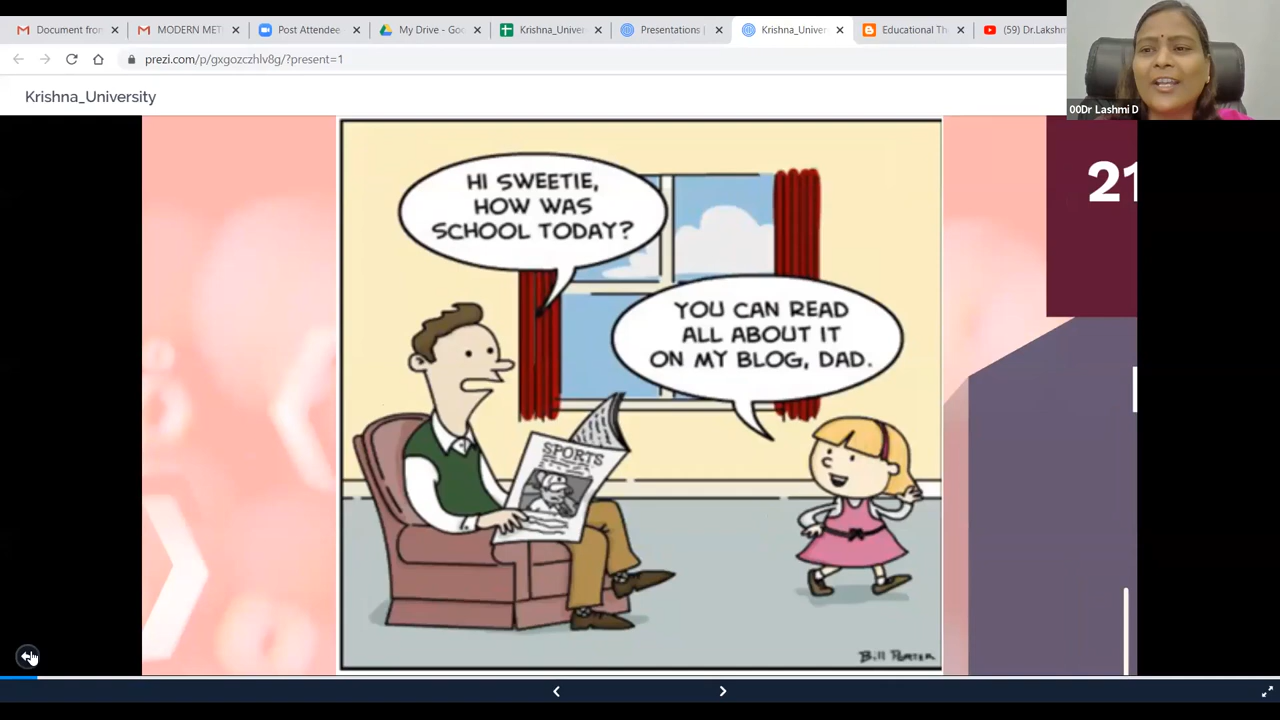 Document from
MODERN MET
Post Attendee
My Drive - Goo
Krishna_Univer
Presentations |
Krishna_Univer
Educational Th
(59) Dr.Lakshm
prezi.com/p/gxgozczhlv8g/?present=1
00Dr Lashmi D
Krishna_University
21
HI SWEETIE,
HOW WAS
SCHOOL TODAY?
YOU CAN READ
ALL ABOUT IT
ON MY BLOG, DAD.
SPORTS
Bill Porter